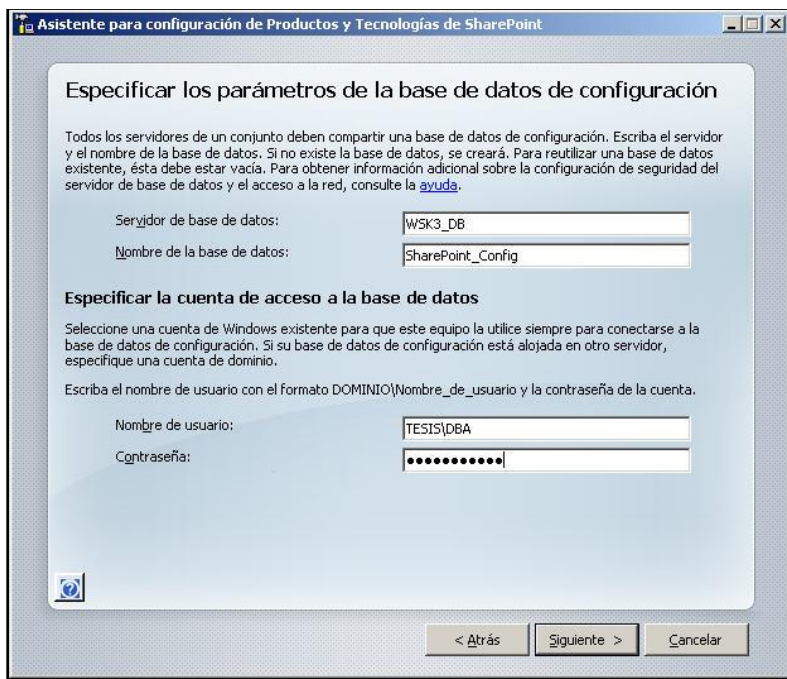 Asistente para configuración de Productos y Tecnologías de SharePoint
Especificar los parámetros de la base de datos de configuración
Todos los servidores de un conjunto deben compartir una base de datos de configuración. Escriba el servidor
y el nombre de la base de datos. Si no existe la base de datos, se creará. Para reutilizar una base de datos
existente, ésta debe estar vacía. Para obtener información adicional sobre la configuración de seguridad del
servidor de base de datos y el acceso a la red, consulte la ayuda.
Servidor de base de datos: WSK3_DB
Nombre de la base de datos: SharePoint_Config
Especificar la cuenta de acceso a la base de datos
Seleccione una cuenta de Windows existente para que este equipo la utilice siempre para conectarse a la
base de datos de configuración. Si su base de datos de configuración está alojada en otro servidor,
especifique una cuenta de dominio.
Escriba el nombre de usuario con el formato DOMINIO\Nombre_de_usuario y la contraseña de la cuenta.
Nombre de usuario: TESIS\DBA
Contraseña: ●●●●●●●●●●●
< Atrás Siguiente > Cancelar